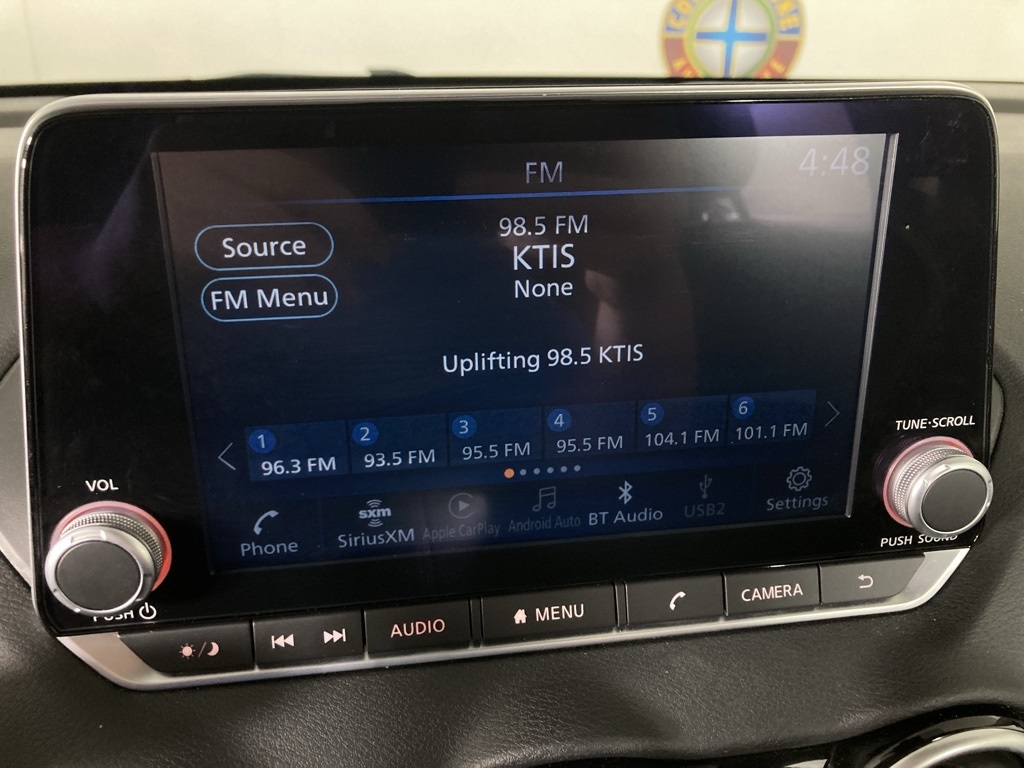 FM
4:48
98.5 FM
Source
KTIS
FM Menu
None
Uplifting 98.5 KTIS
1
2
3
4
5
6
96.3 FM
93.5 FM
95.5 FM
95.5 FM
104.1 FM
101.1 FM
TUNE·SCROLL
VOL
Phone
sxm
SiriusXM
Apple CarPlay
Android Auto
BT Audio
USB2
Settings
PUSH SOUND
PUSH
AUDIO
MENU
CAMERA